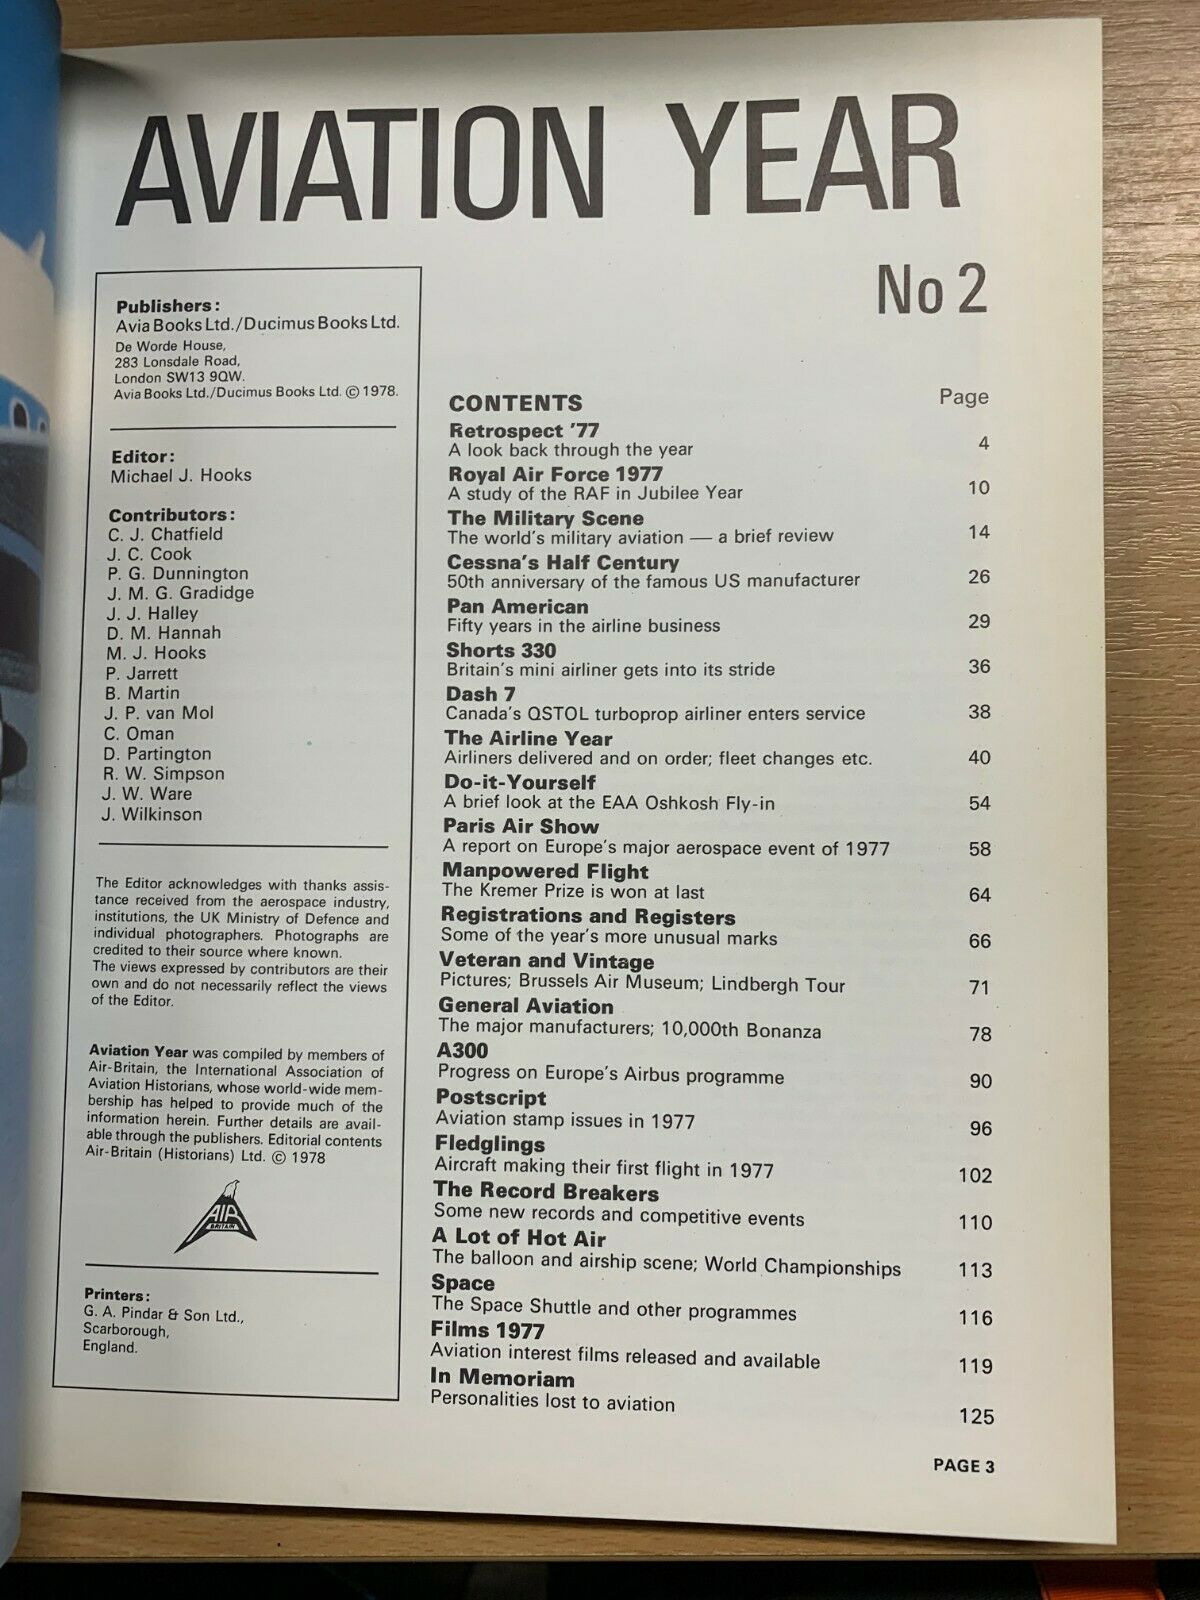 AVIATION YEAR
No 2
Publishers:
Avia Books Ltd./Ducimus Books Ltd.
De Worde House,
283 Lonsdale Road,
London SW13 9QW.
Avia Books Ltd./Ducimus Books Ltd. © 1978.
Editor:
Michael J. Hooks
Contributors:
C. J. Chatfield
J. C. Cook
P. G. Dunnington
J. M. G. Gradidge
J. J. Halley
D. M. Hannah
M. J. Hooks
P. Jarrett
B. Martin
J. P. van Mol
C. Oman
D. Partington
R. W. Simpson
J. W. Ware
J. Wilkinson
The Editor acknowledges with thanks assis-
tance received from the aerospace industry,
institutions, the UK Ministry of Defence and
individual photographers. Photographs are
credited to their source where known.
The views expressed by contributors are their
own and do not necessarily reflect the views
of the Editor.
Aviation Year was compiled by members of
Air-Britain, the International Association of
Aviation Historians, whose world-wide mem-
bership has helped to provide much of the
information herein. Further details are avail-
able through the publishers. Editorial contents
Air-Britain (Historians) Ltd. © 1978
AIR
BRITAIN
Printers:
G. A. Pindar & Son Ltd.,
Scarborough,
England.
CONTENTS Page
Retrospect '77
A look back through the year 4
Royal Air Force 1977
A study of the RAF in Jubilee Year 10
The Military Scene
The world's military aviation — a brief review 14
Cessna's Half Century
50th anniversary of the famous US manufacturer 26
Pan American
Fifty years in the airline business 29
Shorts 330
Britain's mini airliner gets into its stride 36
Dash 7
Canada's QSTOL turboprop airliner enters service 38
The Airline Year
Airliners delivered and on order; fleet changes etc. 40
Do-it-Yourself
A brief look at the EAA Oshkosh Fly-in 54
Paris Air Show
A report on Europe's major aerospace event of 1977 58
Manpowered Flight
The Kremer Prize is won at last 64
Registrations and Registers
Some of the year's more unusual marks 66
Veteran and Vintage
Pictures; Brussels Air Museum; Lindbergh Tour 71
General Aviation
The major manufacturers; 10,000th Bonanza 78
A300
Progress on Europe's Airbus programme 90
Postscript
Aviation stamp issues in 1977 96
Fledglings
Aircraft making their first flight in 1977 102
The Record Breakers
Some new records and competitive events 110
A Lot of Hot Air
The balloon and airship scene; World Championships 113
Space
The Space Shuttle and other programmes 116
Films 1977
Aviation interest films released and available 119
In Memoriam
Personalities lost to aviation 125
PAGE 3